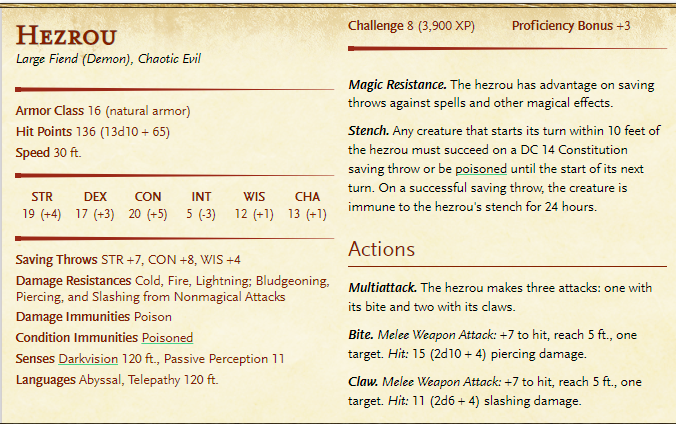 HEZROU
Large Fiend (Demon), Chaotic Evil
Armor Class 16 (natural armor)
Hit Points 136 (13d10 + 65)
Speed 30 ft.
STR DEX CON INT WIS CHA
19 (+4) 17 (+3) 20 (+5) 5 (-3) 12 (+1) 13 (+1)
Saving Throws STR +7, CON +8, WIS +4
Damage Resistances Cold, Fire, Lightning; Bludgeoning,
Piercing, and Slashing from Nonmagical Attacks
Damage Immunities Poison
Condition Immunities Poisoned
Senses Darkvision 120 ft., Passive Perception 11
Languages Abyssal, Telepathy 120 ft.
Challenge 8 (3,900 XP) Proficiency Bonus +3
Magic Resistance. The hezrou has advantage on saving
throws against spells and other magical effects.
Stench. Any creature that starts its turn within 10 feet of
the hezrou must succeed on a DC 14 Constitution
saving throw or be poisoned until the start of its next
turn. On a successful saving throw, the creature is
immune to the hezrou's stench for 24 hours.
Actions
Multiattack. The hezrou makes three attacks: one with
its bite and two with its claws.
Bite. Melee Weapon Attack: +7 to hit, reach 5 ft., one
target. Hit: 15 (2d10 + 4) piercing damage.
Claw. Melee Weapon Attack: +7 to hit, reach 5 ft., one
target. Hit: 11 (2d6 + 4) slashing damage.